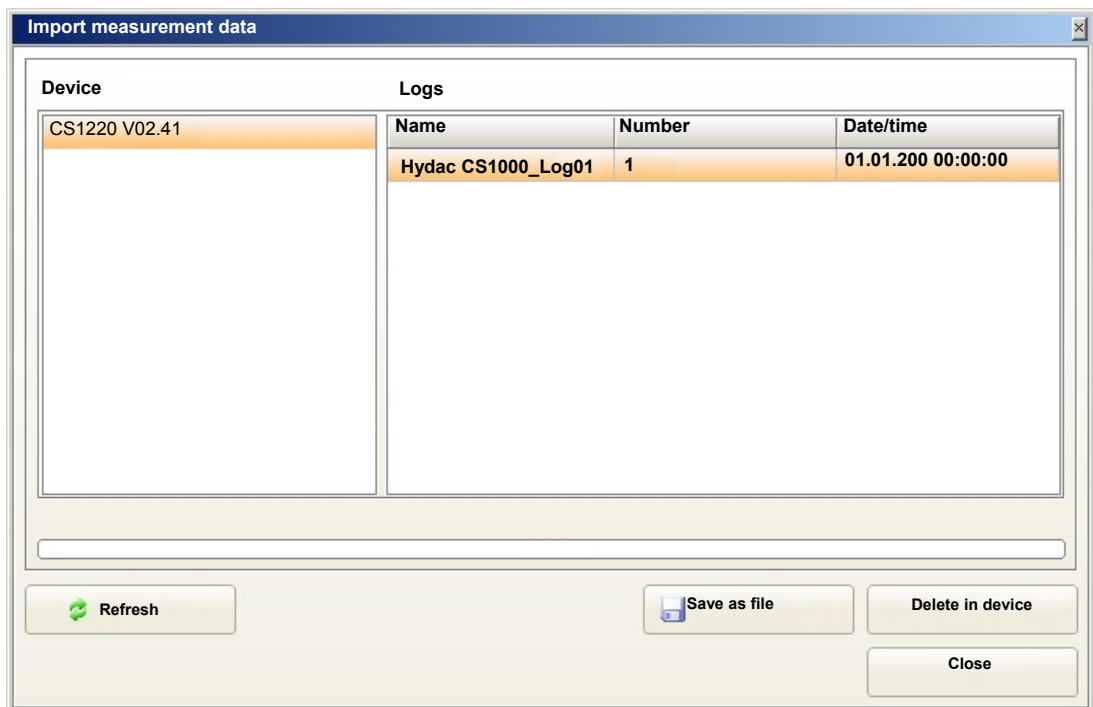 Import measurement data
Device
Logs
CS1220 V02.41
Name Number Date/time
Hydac CS1000_Log01 1 01.01.200 00:00:00
Refresh
Save as file
Delete in device
Close